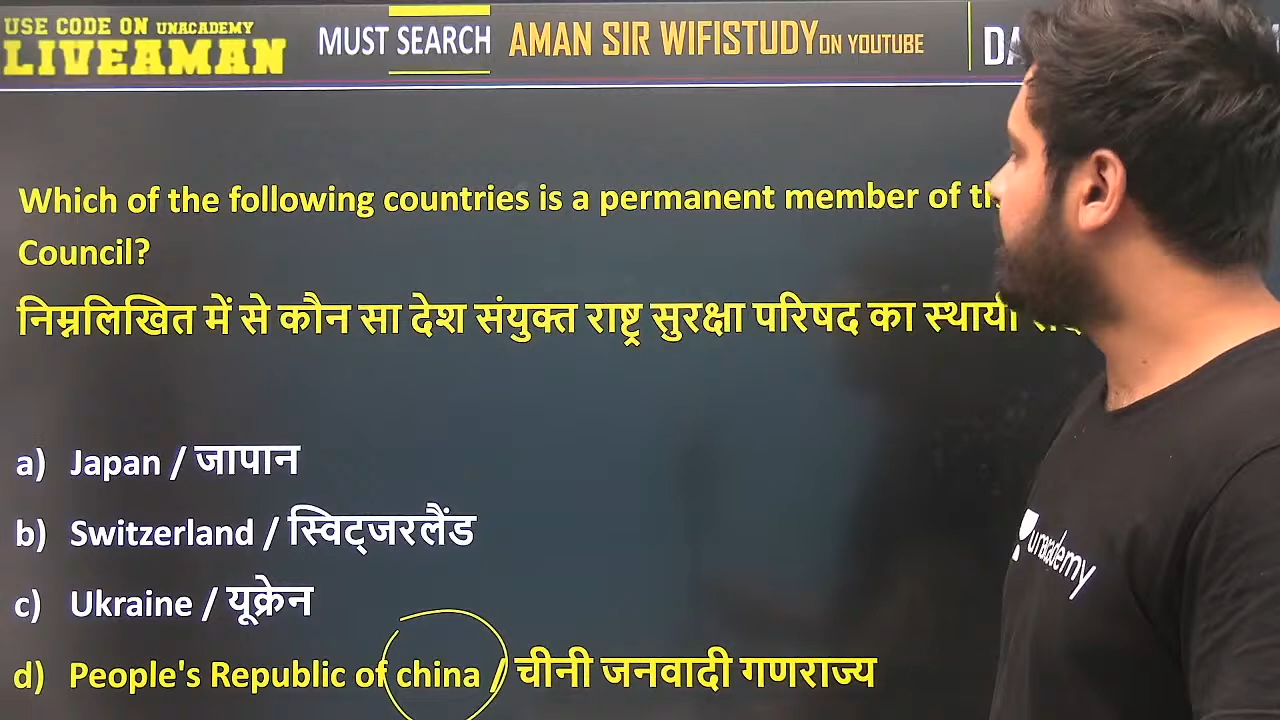 USE CODE ON UNACADEMY
LIVEAMAN
MUST SEARCH AMAN SIR WIFISTUDY ON YOUTUBE
Which of the following countries is a permanent member of
Council?
निम्नलिखित में से कौन सा देश संयुक्त राष्ट्र सुरक्षा परिषद का स्थायी
a) Japan / जापान
b) Switzerland / स्विट्जरलैंड
c) Ukraine / यूक्रेन
d) People's Republic of china / चीनी जनवादी गणराज्य
unacademy